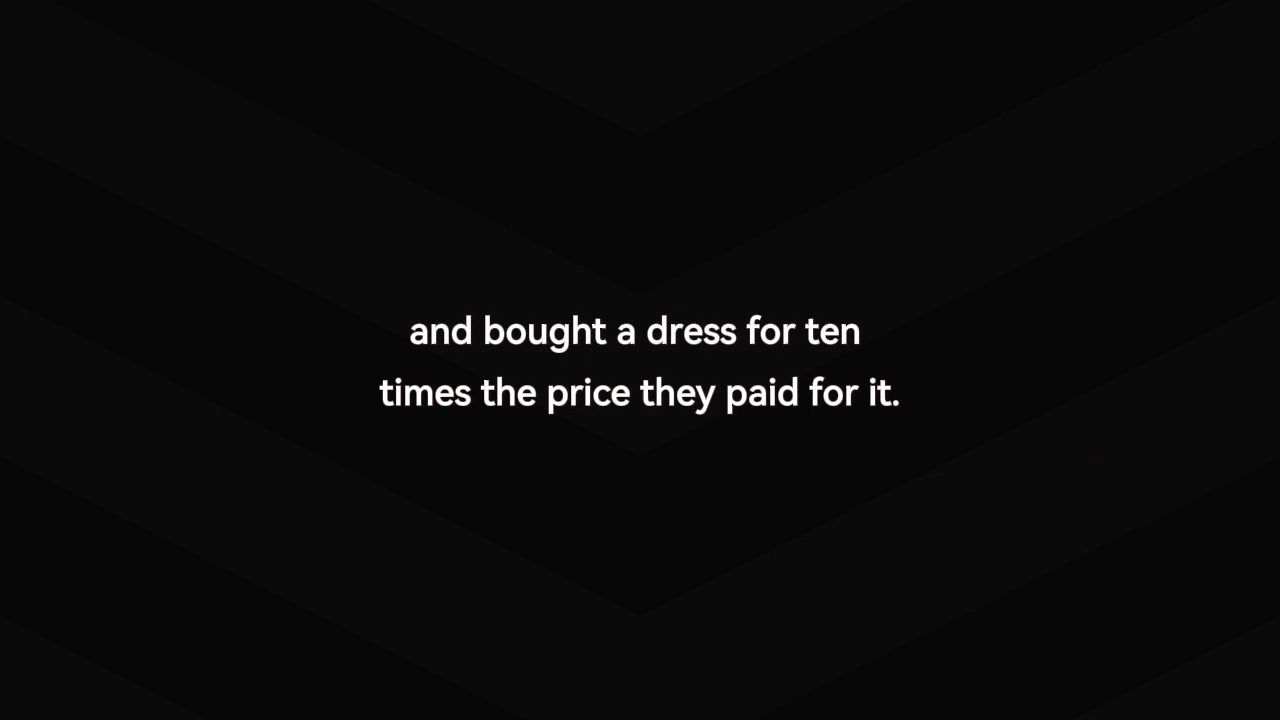 and bought a dress for ten
times the price they paid for it.